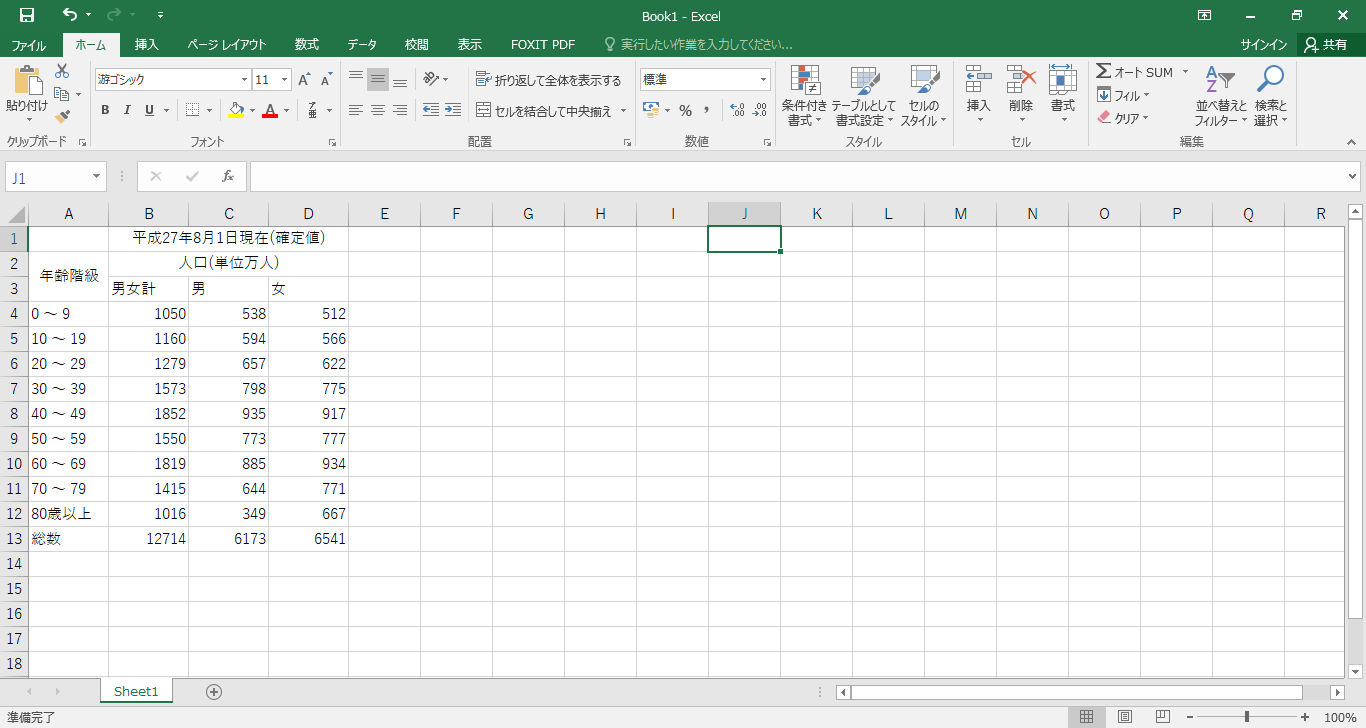 Book1 - Excel
ファイル ホーム 挿入 ページ レイアウト 数式 データ 校閲 表示 FOXIT PDF 実行したい作業を入力してください... サインイン 共有
貼り付け
クリップボード
游ゴシック 11
B I U A 亜
フォント
折り返して全体を表示する
セルを結合して中央揃え
配置
標準
% ,
数値
条件付き書式
テーブルとして書式設定
セルのスタイル
スタイル
挿入 削除 書式
セル
オート SUM
フィル
クリア
並べ替えとフィルター
検索と選択
編集
J1 fx
A B C D E F G H I J K L M N O P Q R
1 平成27年8月1日現在(確定値)
2 年齢階級 人口(単位万人)
3 男女計 男 女
4 0 ～ 9 1050 538 512
5 10 ～ 19 1160 594 566
6 20 ～ 29 1279 657 622
7 30 ～ 39 1573 798 775
8 40 ～ 49 1852 935 917
9 50 ～ 59 1550 773 777
10 60 ～ 69 1819 885 934
11 70 ～ 79 1415 644 771
12 80歳以上 1016 349 667
13 総数 12714 6173 6541
14
15
16
17
18
Sheet1
準備完了 100%